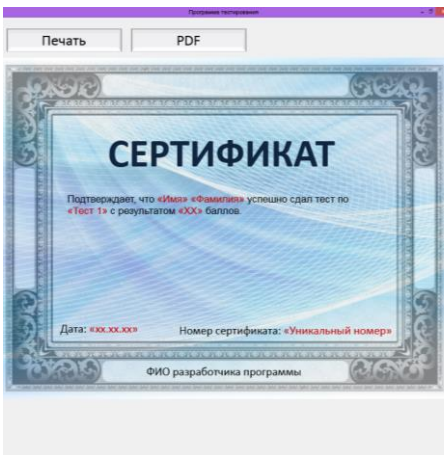 Программа тестирования
Печать PDF
СЕРТИФИКАТ
Подтверждает, что «Имя» «Фамилия» успешно сдал тест по
«Тест 1» с результатом «XX» баллов.
Дата: «xx.xx.xx» Номер сертификата: «Уникальный номер»
ФИО разработчика программы